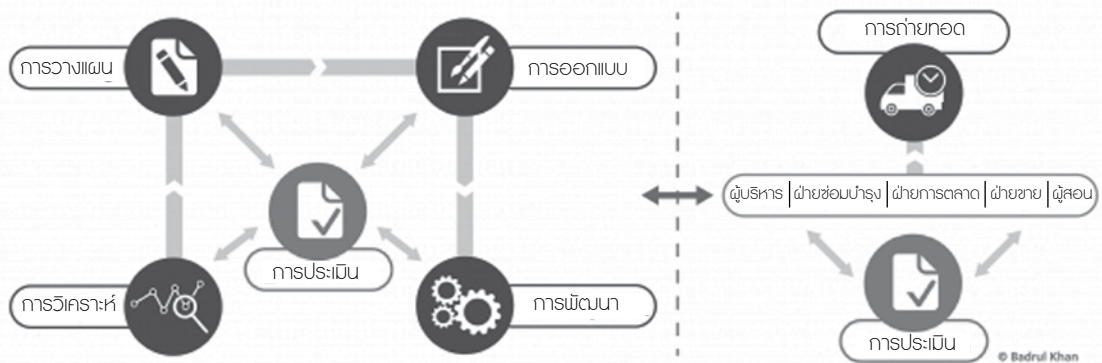 การวางแผน
การออกแบบ
การประเมิน
การวิเคราะห์
การพัฒนา
การถ่ายทอด
ผู้บริหาร | ฝ่ายซ่อมบำรุง | ฝ่ายการตลาด | ฝ่ายขาย | ผู้สอน
การประเมิน
© Badrul Khan